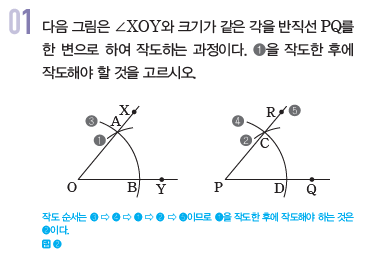 01 다음 그림은 ∠XOY와 크기가 같은 각을 반직선 PQ를
한 변으로 하여 작도하는 과정이다. ❶을 작도한 후에
작도해야 할 것을 고르시오.
X
❸
A
❶
O
B
Y
R
❺
❹
❷
C
P
D
Q
작도 순서는 ❸ ⇨ ❹ ⇨ ❶ ⇨ ❷ ⇨ ❺이므로 ❶을 작도한 후에 작도해야 하는 것은
❷이다.
답 ❷